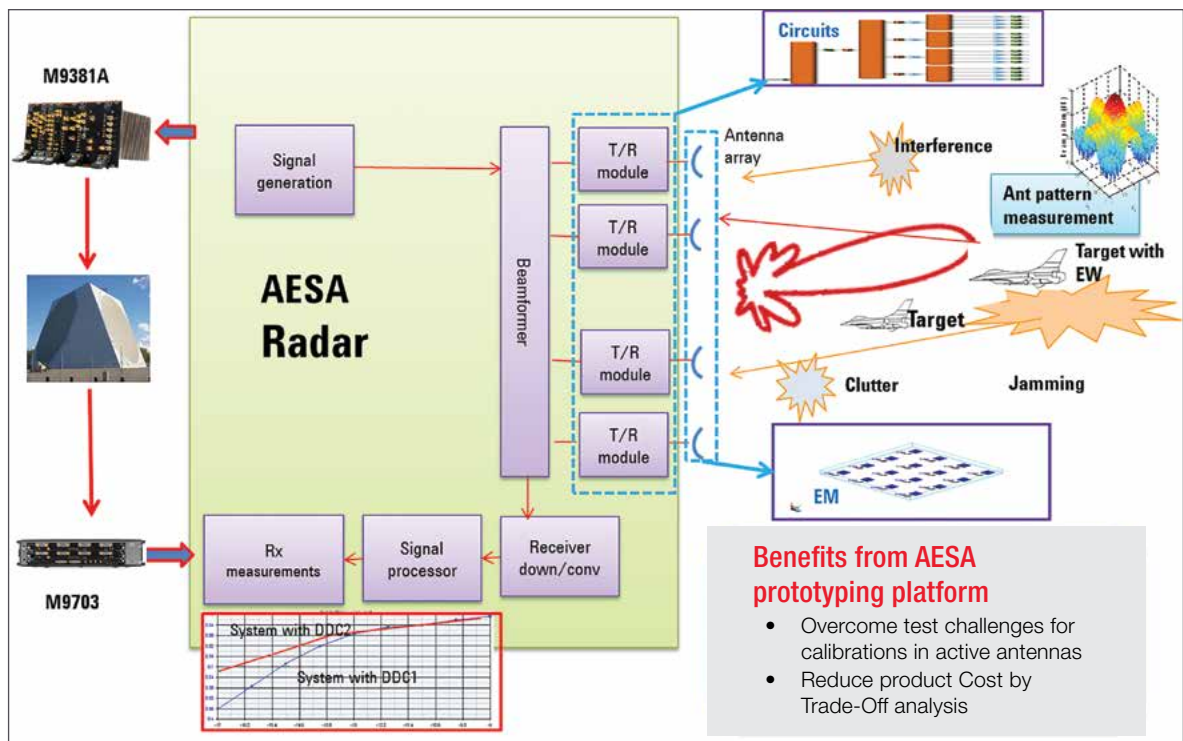 M9381A
Circuits
Signal
generation
T/R
module
Antenna
array
Interference
Ant pattern
measurement
T/R
module
Target with
EW
Beamformer
AESA
Radar
Target
T/R
module
Clutter
Jamming
T/R
module
EM
Rx
measurements
Signal
processor
Receiver
down/conv
M9703
System with DDC2
System with DDC1
Benefits from AESA
prototyping platform
• Overcome test challenges for
calibrations in active antennas
• Reduce product Cost by
Trade-Off analysis